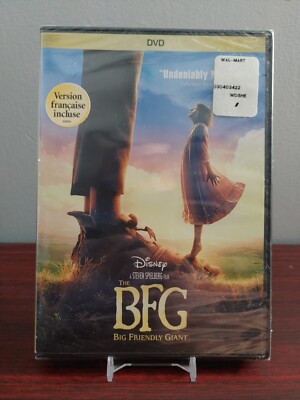 DVD
WAL-MART
"Undeniably
Version
française
incluse
Disney
A STEVEN SPIELBERG FILM
THE
BFG
BIG FRIENDLY GIANT